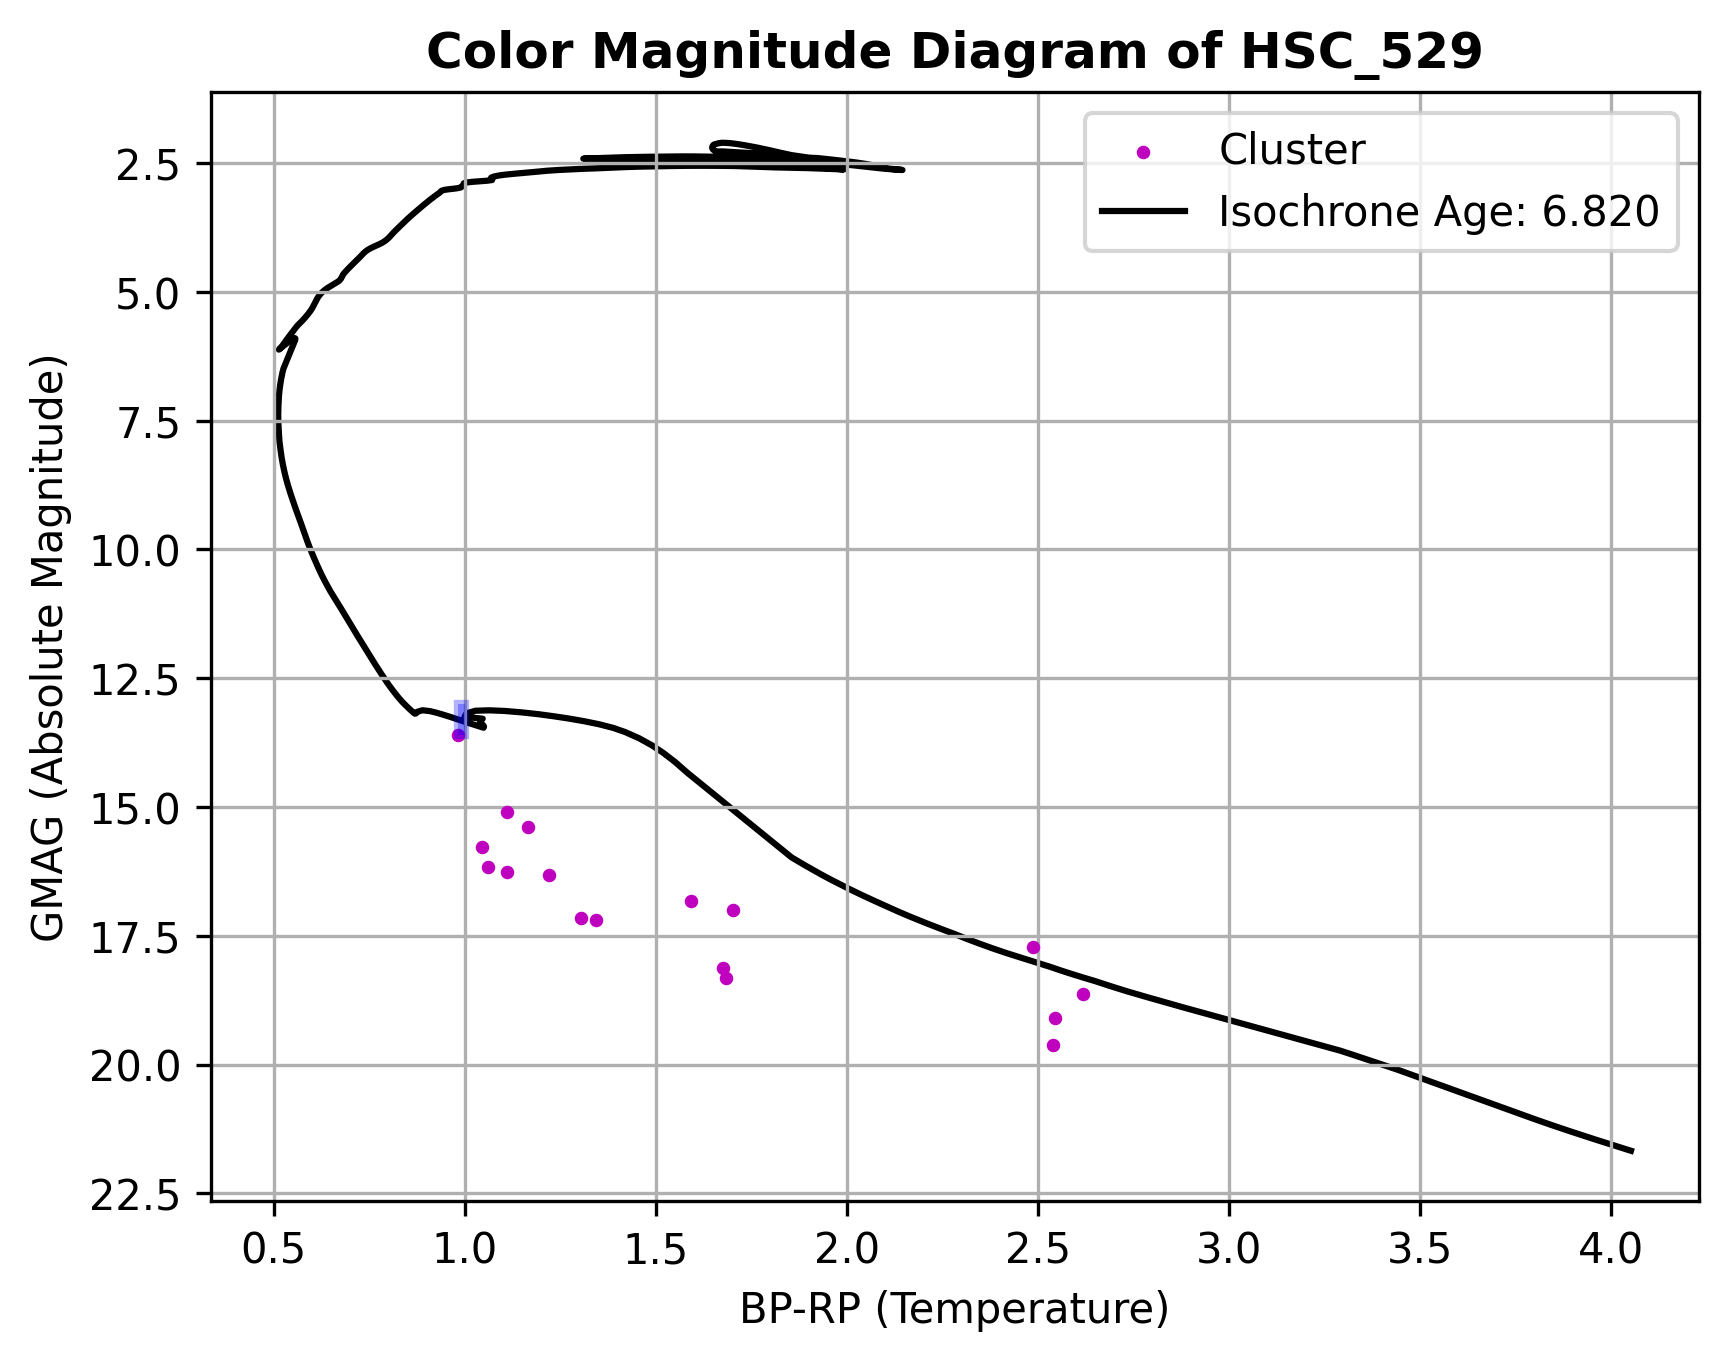 Color Magnitude Diagram of HSC_529
Cluster
Isochrone Age: 6.820
GMAG (Absolute Magnitude)
2.5
5.0
7.5
10.0
12.5
15.0
17.5
20.0
22.5
0.5 1.0 1.5 2.0 2.5 3.0 3.5 4.0
BP-RP (Temperature)